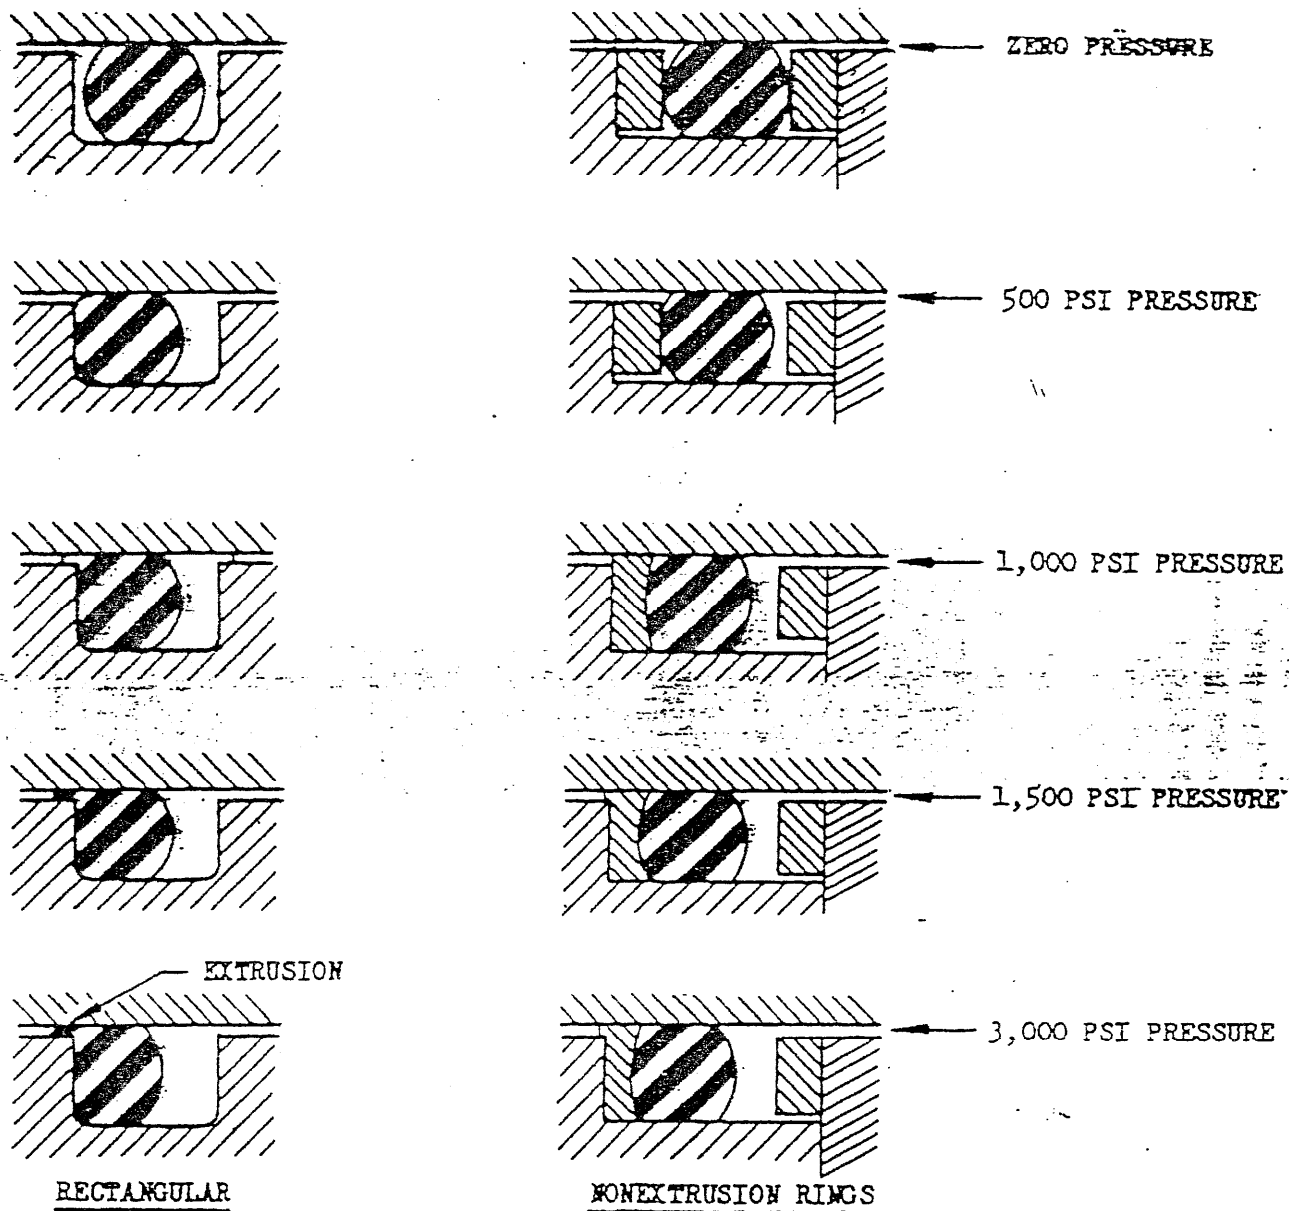 ZERO PRESSURE
500 PSI PRESSURE
1,000 PSI PRESSURE
1,500 PSI PRESSURE
EXTRUSION
3,000 PSI PRESSURE
RECTANGULAR
NONEXTRUSION RINGS